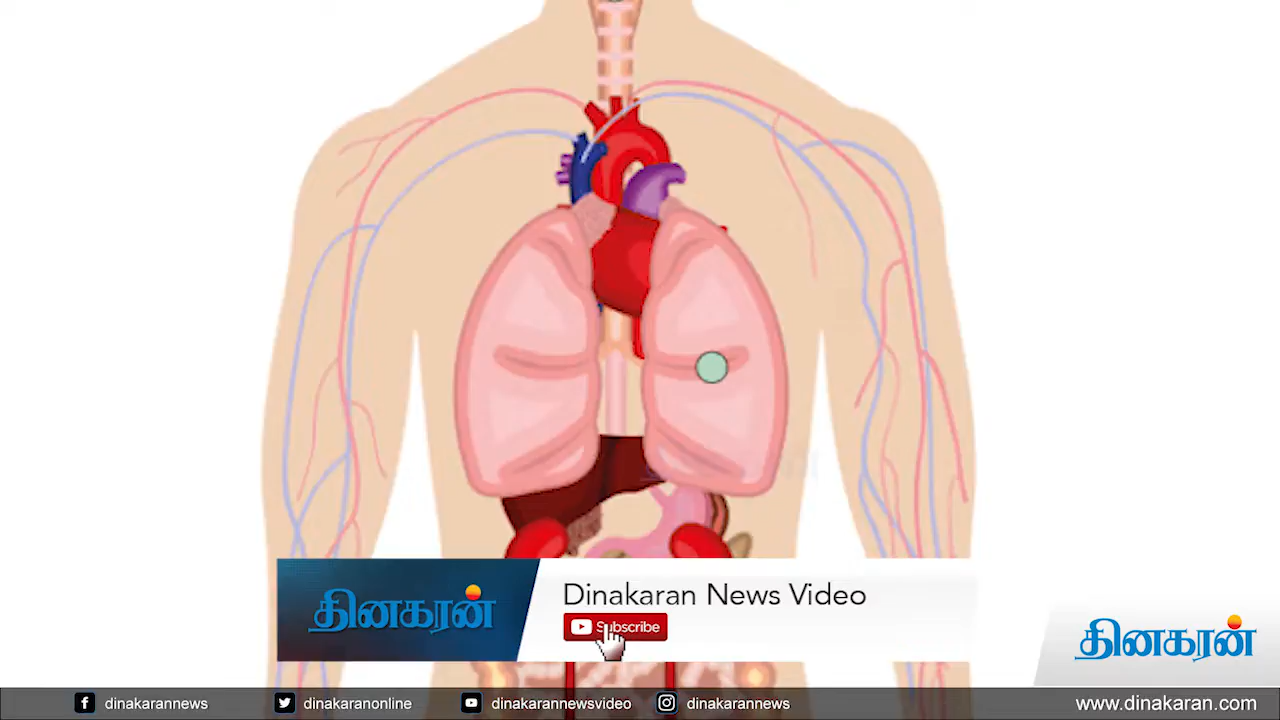 தினகரன்
Dinakaran News Video
Subscribe
தினகரன்
dinakarannews
dinakaranonline
dinakarannewsvideo
dinakarannews
www.dinakaran.com